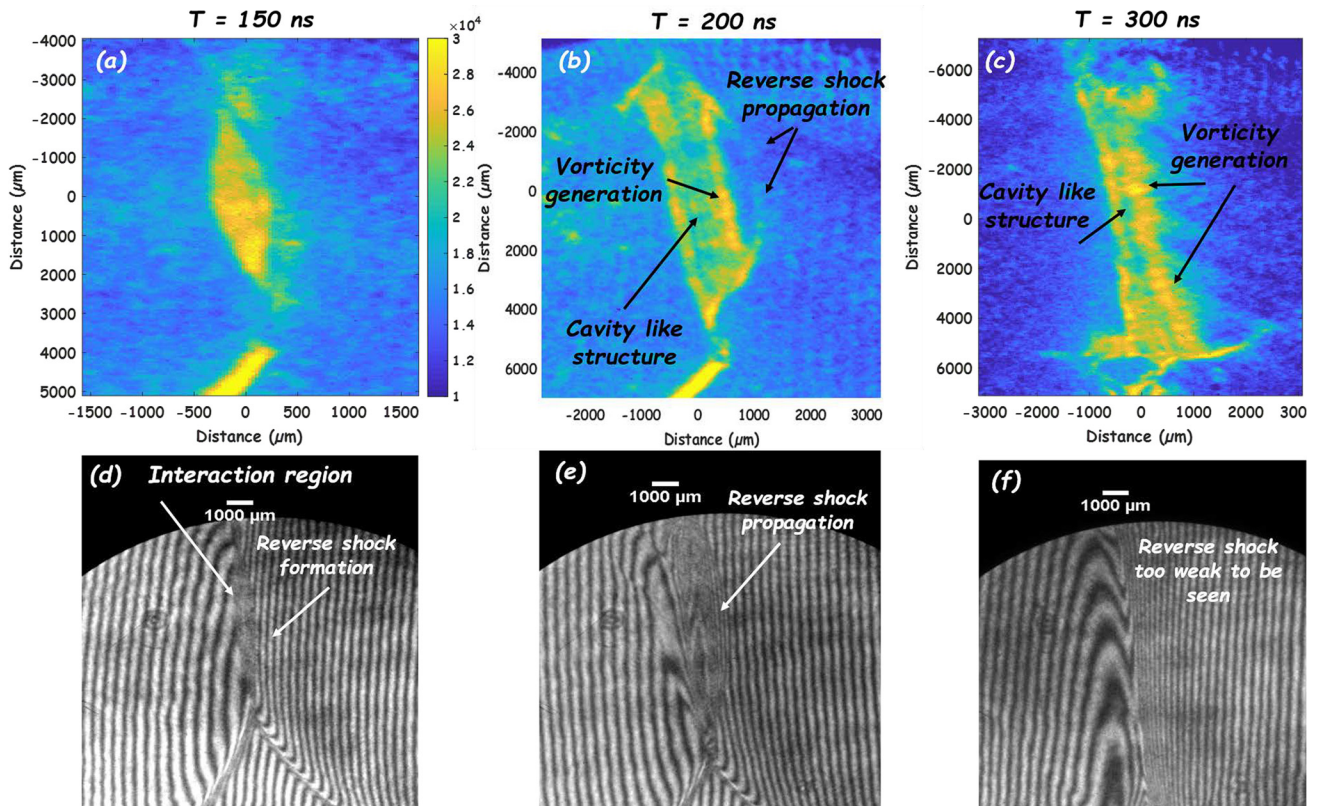 T = 150 ns
T = 200 ns
T = 300 ns
(a)
-4000
-3000
-2000
-1000
0
1000
2000
3000
4000
5000
Distance (µm)
-1500
-1000
-500
0
500
1000
1500
Distance (µm)
×10⁴
3
2.8
2.6
2.4
2.2
2
1.8
1.6
1.4
1.2
1
(b)
Reverse shock
propagation
Vorticity
generation
Cavity like
structure
-4000
-2000
0
2000
4000
6000
Distance (µm)
-2000
-1000
0
1000
2000
3000
Distance (µm)
(c)
Vorticity
generation
Cavity like
structure
-6000
-4000
-2000
0
2000
4000
6000
Distance (µm)
-3000
-2000
-1000
0
1000
2000
3000
Distance (µm)
(d)
Interaction region
1000 µm
Reverse shock
formation
(e)
1000 µm
Reverse shock
propagation
(f)
1000 µm
Reverse shock
too weak to be
seen